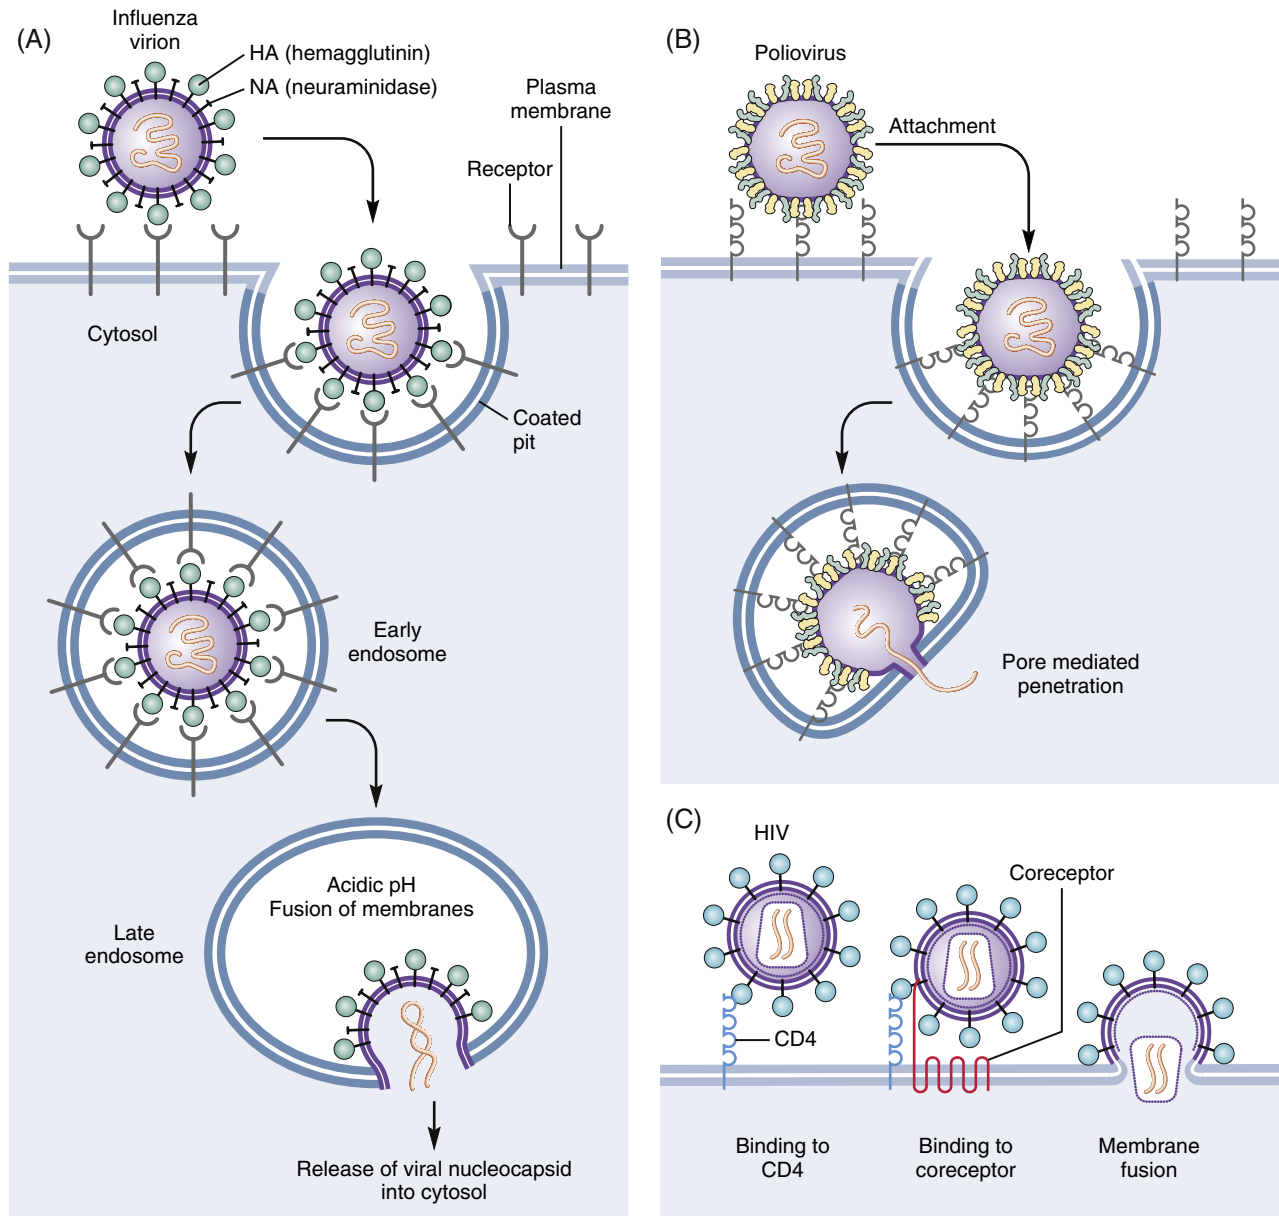 (A)
Influenza
virion
HA (hemagglutinin)
NA (neuraminidase)
Plasma
membrane
Receptor
Cytosol
Coated
pit
Early
endosome
Acidic pH
Fusion of membranes
Late
endosome
Release of viral nucleocapsid
into cytosol
(B)
Poliovirus
Attachment
Pore mediated
penetration
(C)
HIV
Coreceptor
CD4
Binding to
CD4
Binding to
coreceptor
Membrane
fusion